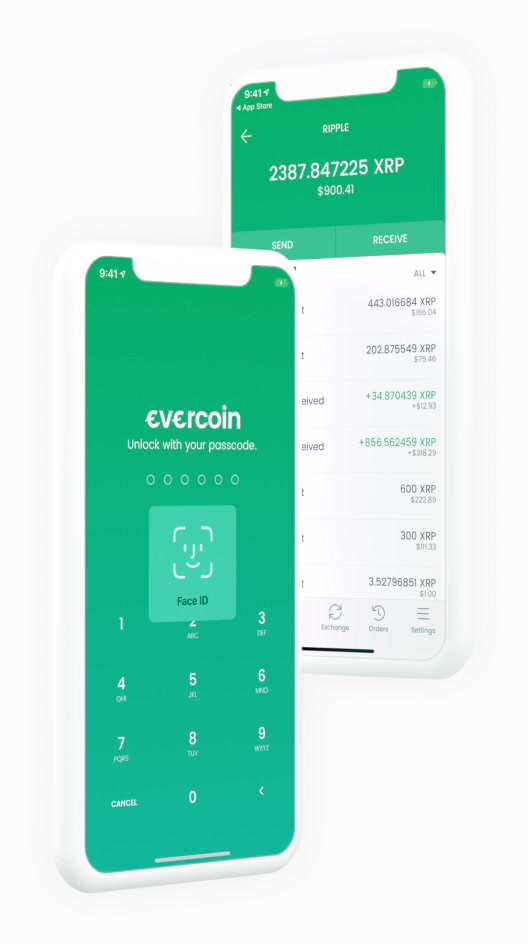 9:41
App Store
RIPPLE
2387.847225 XRP
$900.41
SEND RECEIVE
ALL
443.016684 XRP
$166.04
202.875549 XRP
$75.46
eived +34.870439 XRP
+$12.93
eived +856.562459 XRP
+$318.29
t 600 XRP
$222.89
t 300 XRP
$111.33
3.52796851 XRP
$1.00
Exchange Orders Settings
9:41
evercoin
Unlock with your passcode.
Face ID
1 2 3
ABC DEF
4 5 6
GHI JKL MNO
7 8 9
PQRS TUV WXYZ
CANCEL 0